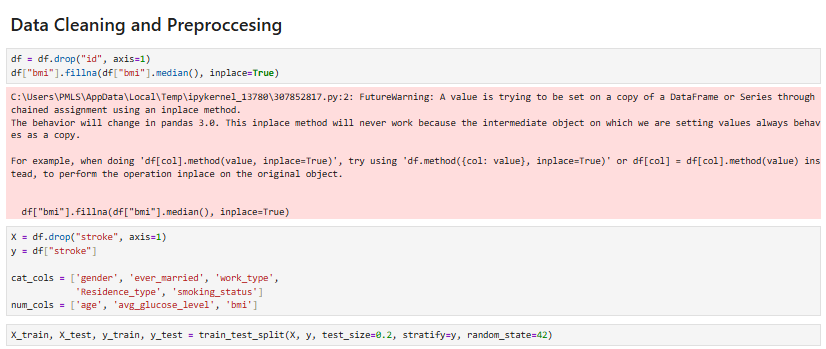 Data Cleaning and Preproccesing
df = df.drop("id", axis=1)
df["bmi"].fillna(df["bmi"].median(), inplace=True)
C:\Users\PMLS\AppData\Local\Temp\ipykernel_13780\307852817.py:2: FutureWarning: A value is trying to be set on a copy of a DataFrame or Series through
chained assignment using an inplace method.
The behavior will change in pandas 3.0. This inplace method will never work because the intermediate object on which we are setting values always behav
es as a copy.
For example, when doing 'df[col].method(value, inplace=True)', try using 'df.method({col: value}, inplace=True)' or df[col] = df[col].method(value) ins
tead, to perform the operation inplace on the original object.
df["bmi"].fillna(df["bmi"].median(), inplace=True)
X = df.drop("stroke", axis=1)
y = df["stroke"]
cat_cols = ['gender', 'ever_married', 'work_type',
'Residence_type', 'smoking_status']
num_cols = ['age', 'avg_glucose_level', 'bmi']
X_train, X_test, y_train, y_test = train_test_split(X, y, test_size=0.2, stratify=y, random_state=42)